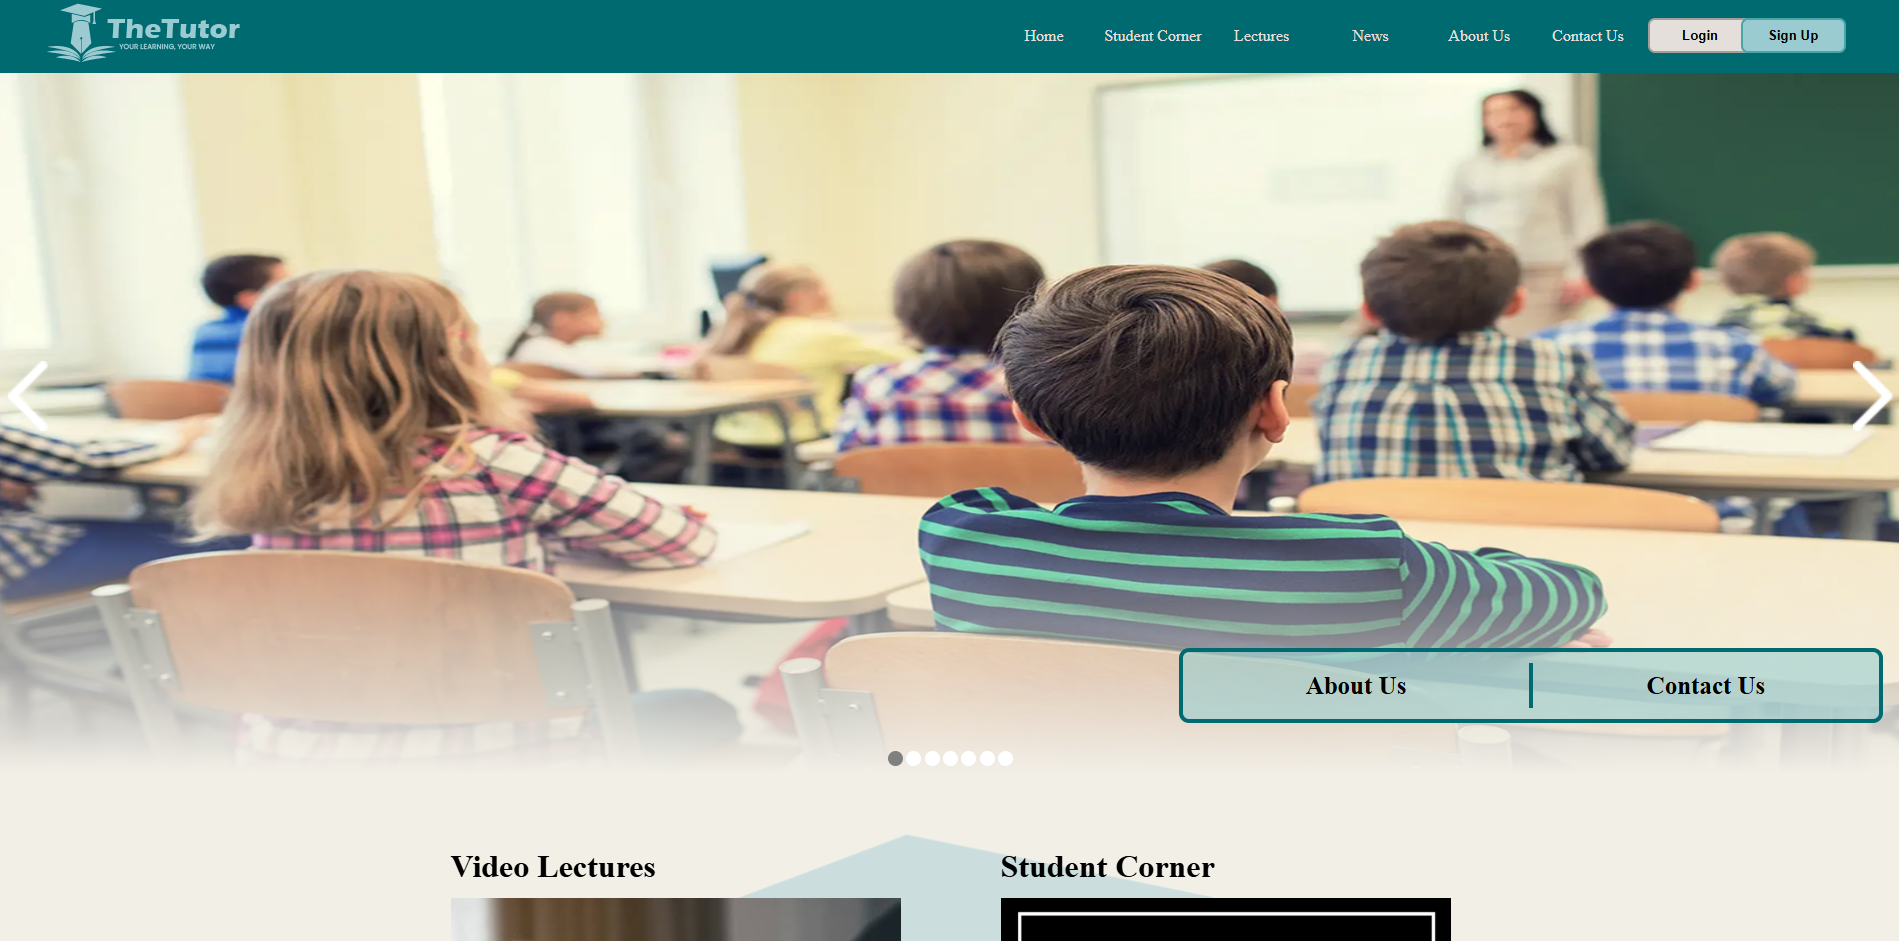 TheTutor
YOUR LEARNING, YOUR WAY
Home Student Corner Lectures News About Us Contact Us Login Sign Up
About Us Contact Us
Video Lectures Student Corner